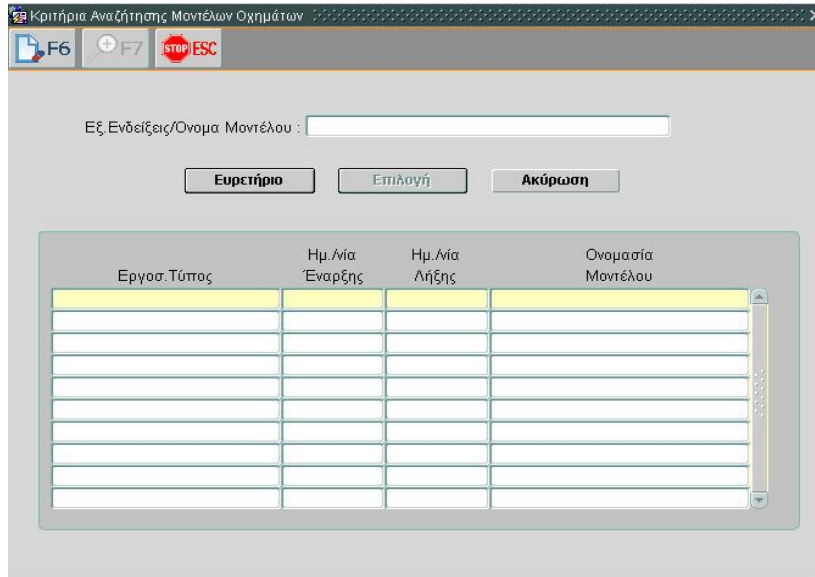 Κριτήρια Αναζήτησης Μοντέλων Οχημάτων
F6 F7 STOP ESC
Εξ.Ενδείξεις/Ονομα Μοντέλου :
Ευρετήριο Επιλογή Ακύρωση
Ημ./νία Ημ./νία Ονομασία
Εργοσ.Τύπος Έναρξης Λήξης Μοντέλου